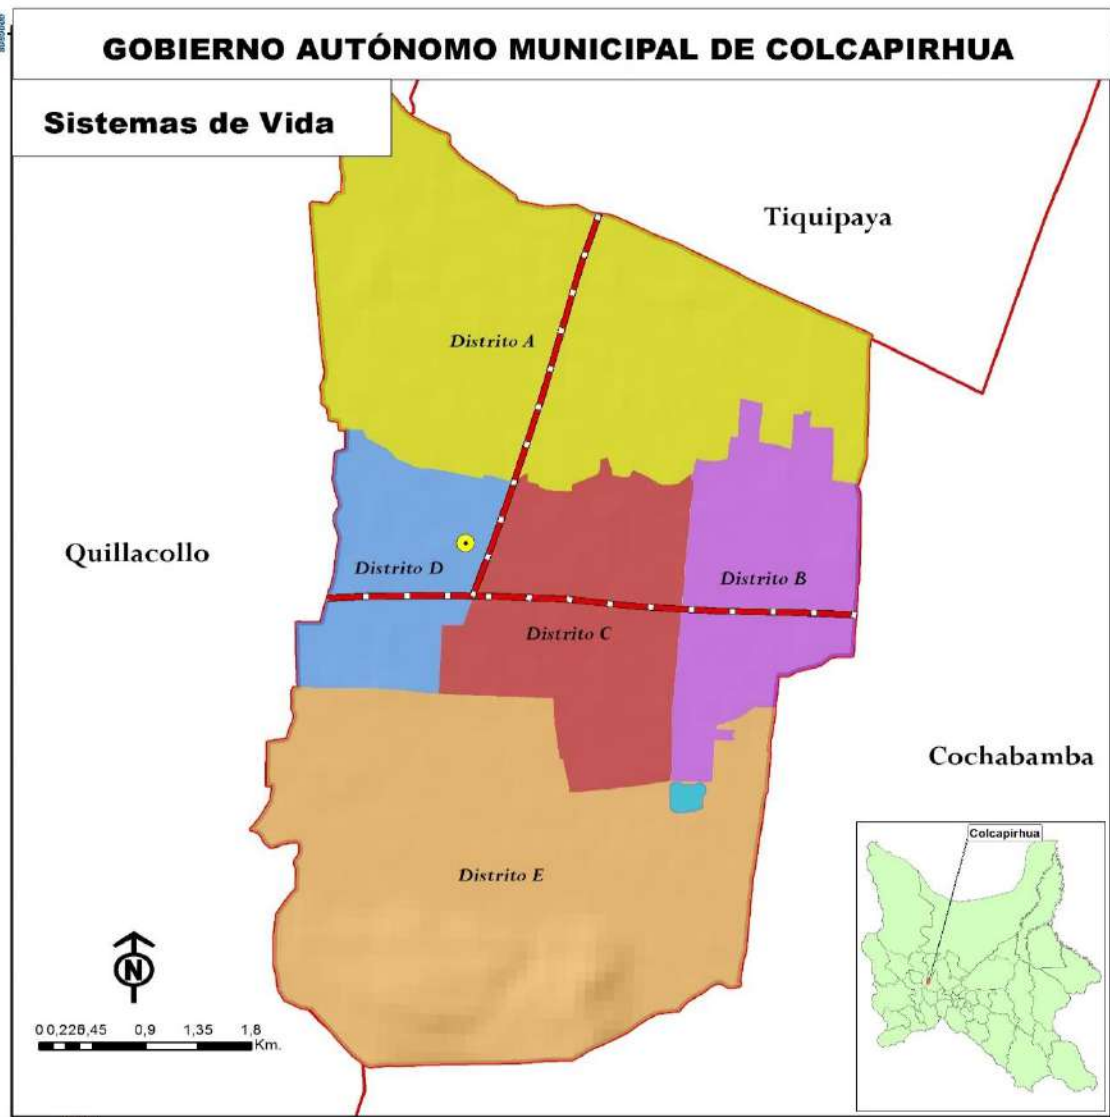 GOBIERNO AUTÓNOMO MUNICIPAL DE COLCAPIRHUA
Sistemas de Vida
Tiquipaya
Distrito A
Quillacollo
Distrito D
Distrito B
Distrito C
Cochabamba
Colcapirhua
Distrito E
N
0 0,225 0,45 0,9 1,35 1,8
Km.